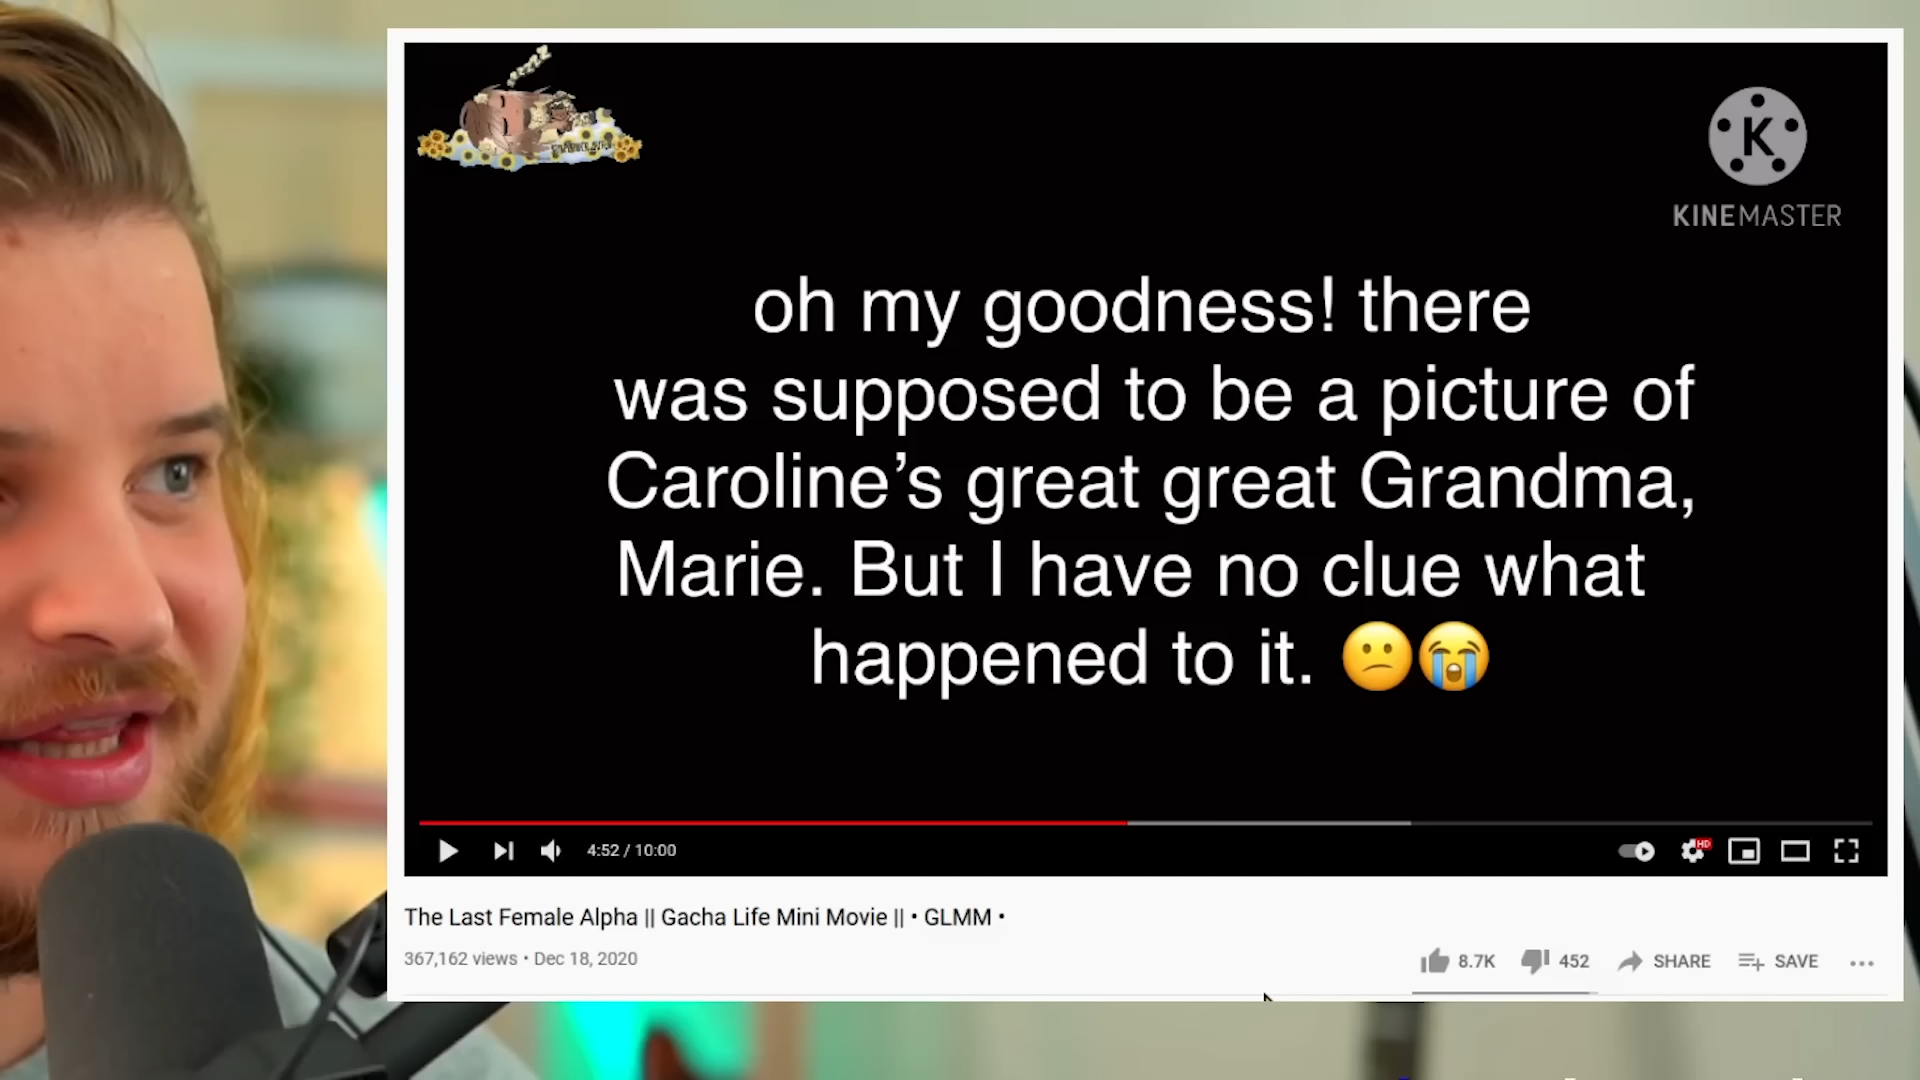 KINEMASTER
oh my goodness! there
was supposed to be a picture of
Caroline’s great great Grandma,
Marie. But I have no clue what
happened to it. 😕😭
4:52 / 10:00
HD
The Last Female Alpha || Gacha Life Mini Movie || • GLMM •
367,162 views • Dec 18, 2020
8.7K
452
SHARE
SAVE